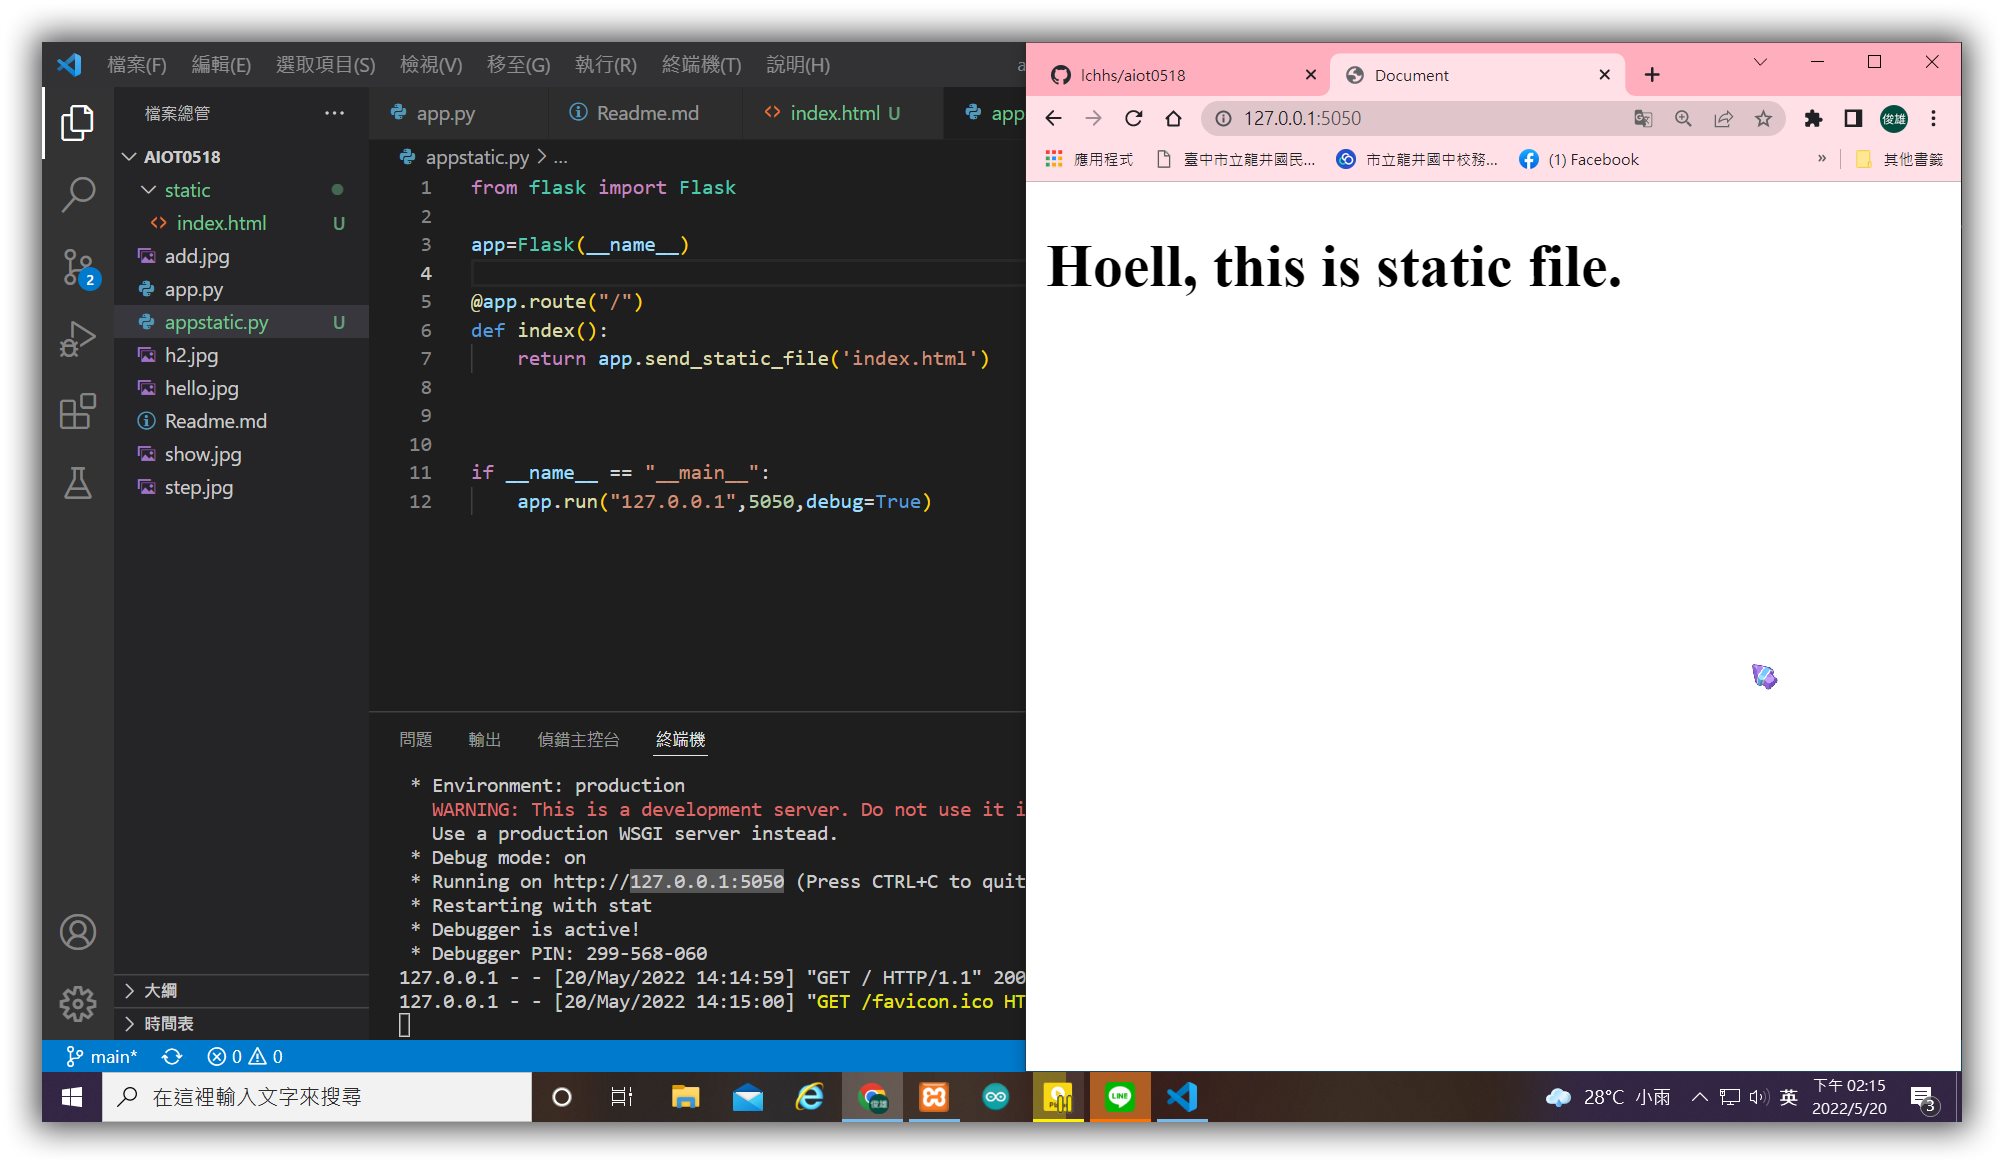 檔案(F) 編輯(E) 選取項目(S) 檢視(V) 移至(G) 執行(R) 終端機(T) 說明(H) a
檔案總管 ...
AIOT0518
static
index.html U
add.jpg
app.py
appstatic.py U
h2.jpg
hello.jpg
Readme.md
show.jpg
step.jpg
大綱
時間表
2
app.py Readme.md index.html U app
appstatic.py > ...
1 from flask import Flask
2
3 app=Flask(__name__)
4
5 @app.route("/")
6 def index():
7 return app.send_static_file('index.html')
8
9
10
11 if __name__ == "__main__":
12 app.run("127.0.0.1",5050,debug=True)
問題 輸出 偵錯主控台 終端機
* Environment: production
WARNING: This is a development server. Do not use it i
Use a production WSGI server instead.
* Debug mode: on
* Running on http://127.0.0.1:5050 (Press CTRL+C to quit
* Restarting with stat
* Debugger is active!
* Debugger PIN: 299-568-060
127.0.0.1 - - [20/May/2022 14:14:59] "GET / HTTP/1.1" 200
127.0.0.1 - - [20/May/2022 14:15:00] "GET /favicon.ico HT
main* 0 0
lchhs/aiot0518 Document
127.0.0.1:5050 俊雄
應用程式 臺中市立龍井國民... 市立龍井國中校務... (1) Facebook » 其他書籤
Hoell, this is static file.
在這裡輸入文字來搜尋 俊雄 LINE 28°C 小雨 英 下午 02:15
2022/5/20 3